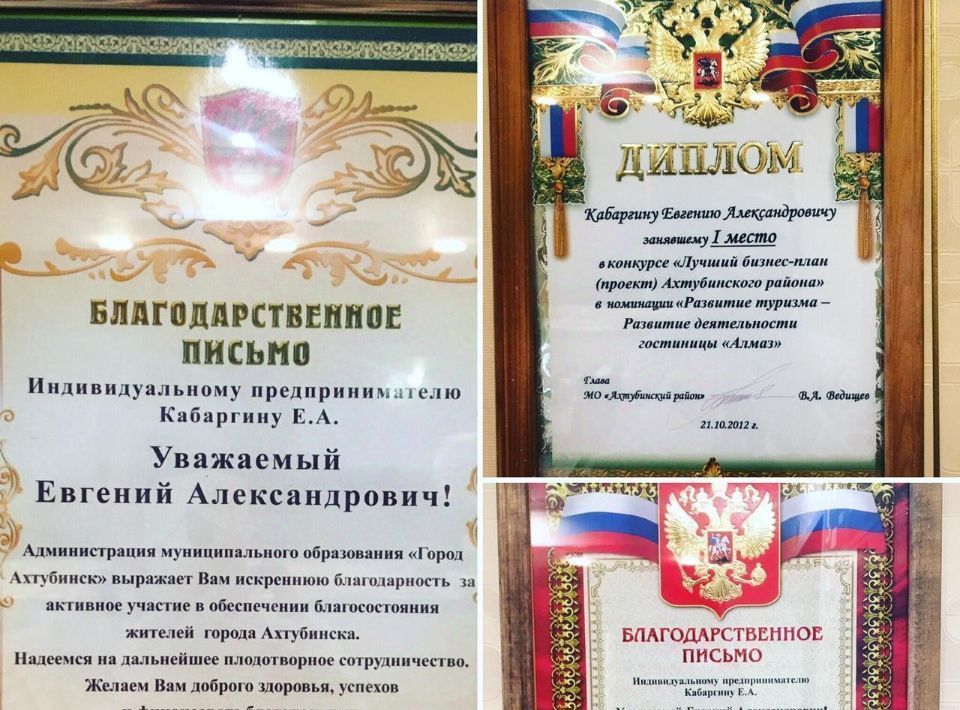 БЛАГОДАРСТВЕННОЕ
ПИСЬМО
Индивидуальному предпринимателю
Кабаргину Е.А.
Уважаемый
Евгений Александрович!
Администрация муниципального образования «Город
Ахтубинск» выражает Вам искреннюю благодарность за
активное участие в обеспечении благосостояния
жителей города Ахтубинска.
Надеемся на дальнейшее плодотворное сотрудничество.
Желаем Вам доброго здоровья, успехов
ДИПЛОМ
Кабаргину Евгению Александровичу
занявшему I место
в конкурсе «Лучший бизнес-план
(проект) Ахтубинского района»
в номинации «Развитие туризма –
Развитие деятельности
гостиницы «Алмаз»
Глава
МО «Ахтубинский район» В.А. Ведищев
21.10.2012 г.
БЛАГОДАРСТВЕННОЕ
ПИСЬМО
Индивидуальному предпринимателю
Кабаргину Е.А.